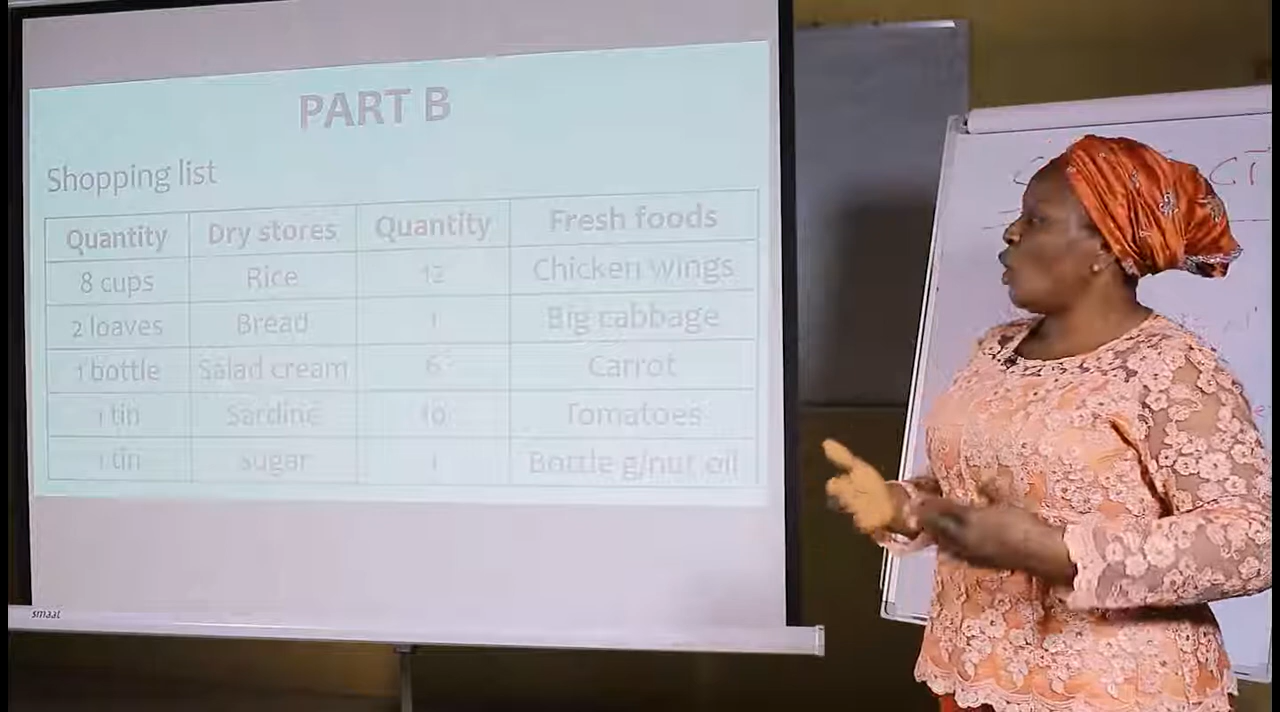 PART B
Shopping list
Quantity Dry stores Quantity Fresh foods
8 cups Rice 12 Chicken wings
2 loaves Bread 1 Big cabbage
1 bottle Salad cream 6 Carrot
1 tin Sardine 10 Tomatoes
1 tin Sugar 1 Bottle g/nut oil
smaat